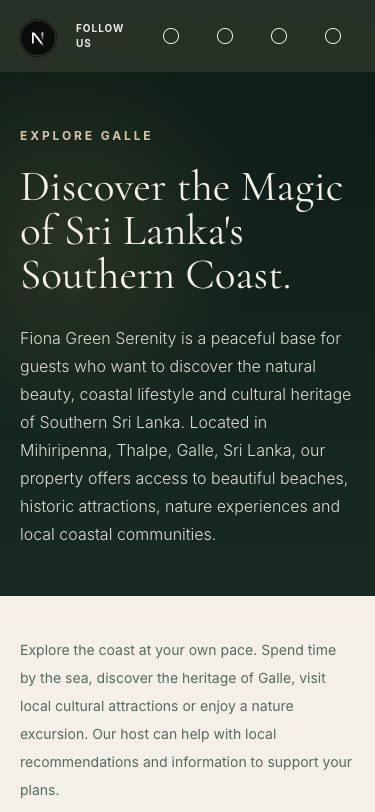 N
FOLLOW
US
EXPLORE GALLE
Discover the Magic
of Sri Lanka's
Southern Coast.
Fiona Green Serenity is a peaceful base for
guests who want to discover the natural
beauty, coastal lifestyle and cultural heritage
of Southern Sri Lanka. Located in
Mihiripenna, Thalpe, Galle, Sri Lanka, our
property offers access to beautiful beaches,
historic attractions, nature experiences and
local coastal communities.
Explore the coast at your own pace. Spend time
by the sea, discover the heritage of Galle, visit
local cultural attractions or enjoy a nature
excursion. Our host can help with local
recommendations and information to support your
plans.